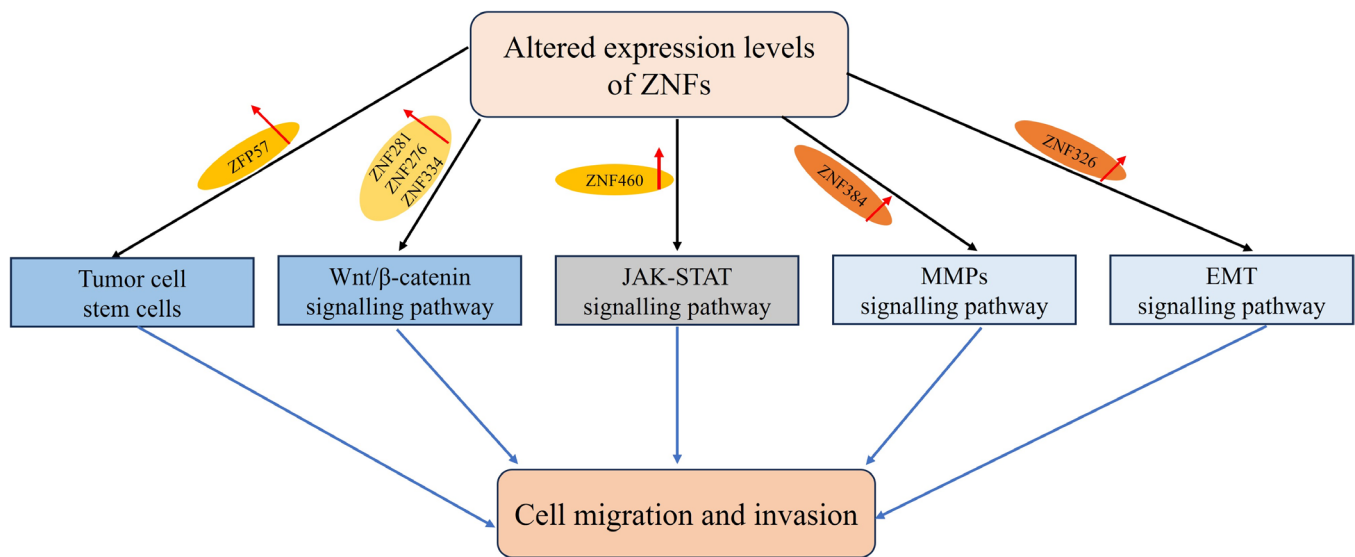 Altered expression levels
of ZNFs
ZFP57
ZNF281
ZNF276
ZNF334
ZNF460
ZNF384
ZNF326
Tumor cell
stem cells
Wnt/β-catenin
signalling pathway
JAK-STAT
signalling pathway
MMPs
signalling pathway
EMT
signalling pathway
Cell migration and invasion